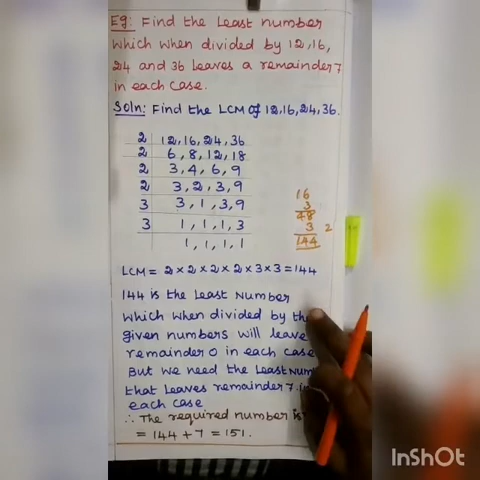 Eg: Find the Least number
which when divided by 12,16,
24 and 36 leaves a remainder 7
in each case.
Soln: Find the LCM of 12,16,24,36.
2 12,16,24,36
2 6,8,12,18
2 3,4,6,9
2 3,2,3,9
3 3,1,3,9
3 1,1,1,3
1,1,1,1
16
3
48
3 2
144
LCM = 2×2×2×2×3×3=144
144 is the Least Number
which when divided by the
given numbers will leave
remainder 0 in each case
But we need the Least Num
that leaves remainder 7 in
each case
∴ The required number is
= 144+7=151.
InShOt